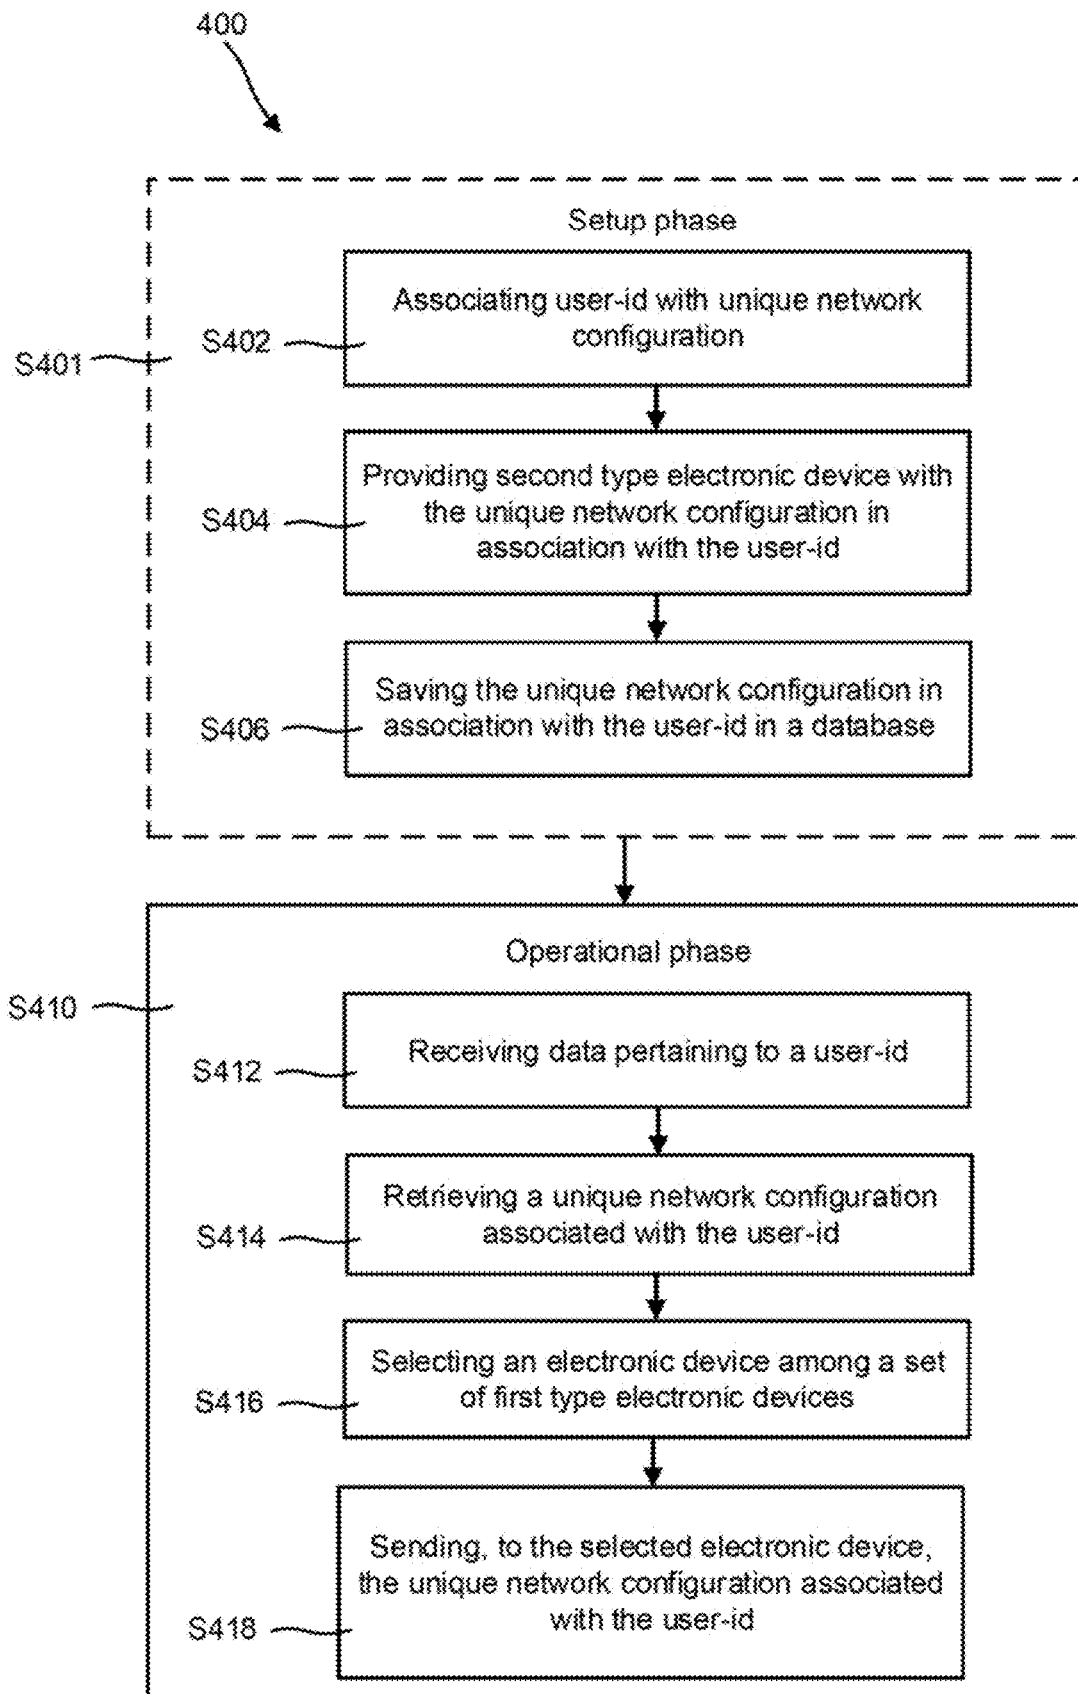 400
Setup phase
Associating user-id with unique network
configuration
S402
S401
Providing second type electronic device with
the unique network configuration in
association with the user-id
S404
Saving the unique network configuration in
association with the user-id in a database
S406
Operational phase
S410
Receiving data pertaining to a user-id
S412
Retrieving a unique network configuration
associated with the user-id
S414
Selecting an electronic device among a set
of first type electronic devices
S416
Sending, to the selected electronic device,
the unique network configuration associated
with the user-id
S418